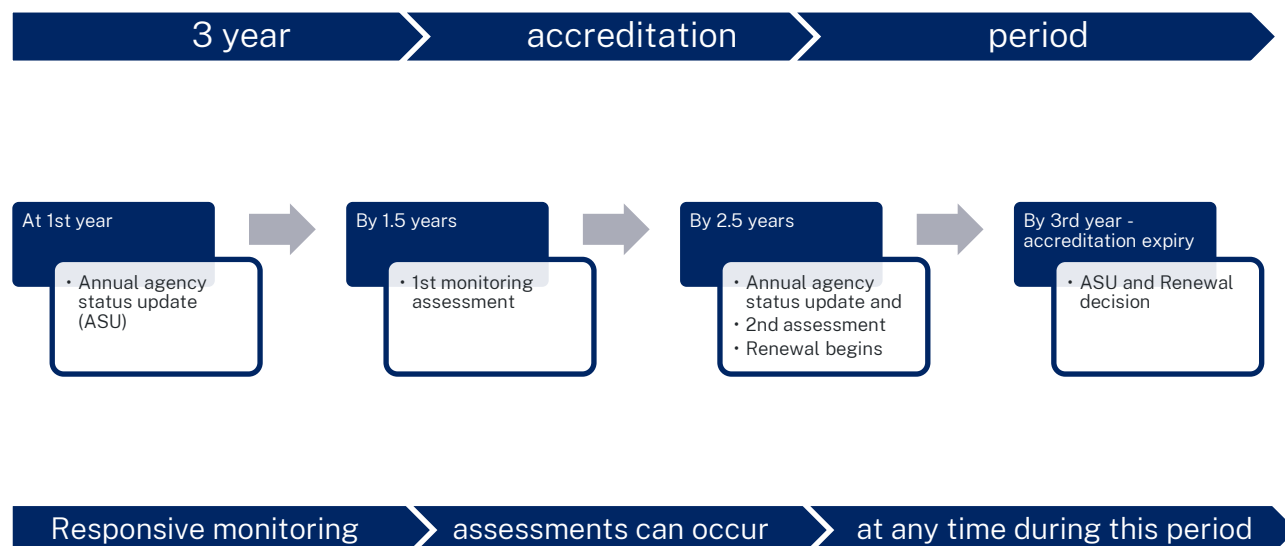 3 year accreditation period
At 1st year
• Annual agency
status update
(ASU)
By 1.5 years
• 1st monitoring
assessment
By 2.5 years
• Annual agency
status update and
• 2nd assessment
• Renewal begins
By 3rd year -
accreditation expiry
• ASU and Renewal
decision
Responsive monitoring assessments can occur at any time during this period